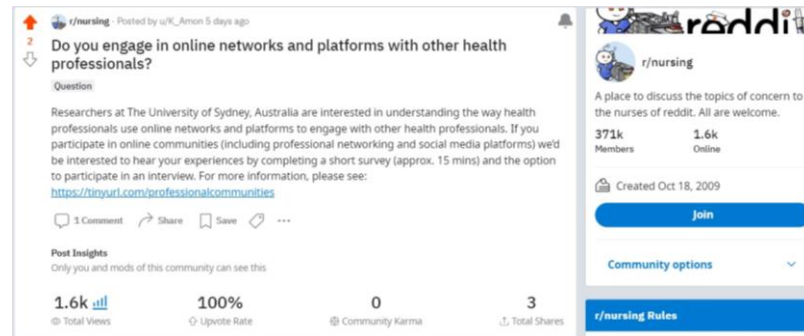 r/nursing · Posted by u/K_Amon 5 days ago
2
Do you engage in online networks and platforms with other health
professionals?
Question
Researchers at The University of Sydney, Australia are interested in understanding the way health
professionals use online networks and platforms to engage with other health professionals. If you
participate in online communities (including professional networking and social media platforms) we'd
be interested to hear your experiences by completing a short survey (approx. 15 mins) and the option
to participate in an interview. For more information, please see:
https://tinyurl.com/professionalcommunities
1 Comment Share Save ...
Post Insights
Only you and mods of this community can see this
1.6k 100% 0 3
Total Views Upvote Rate Community Karma Total Shares
reddit
r/nursing
A place to discuss the topics of concern to
the nurses of reddit. All are welcome.
371k 1.6k
Members Online
Created Oct 18, 2009
Join
Community options
r/nursing Rules